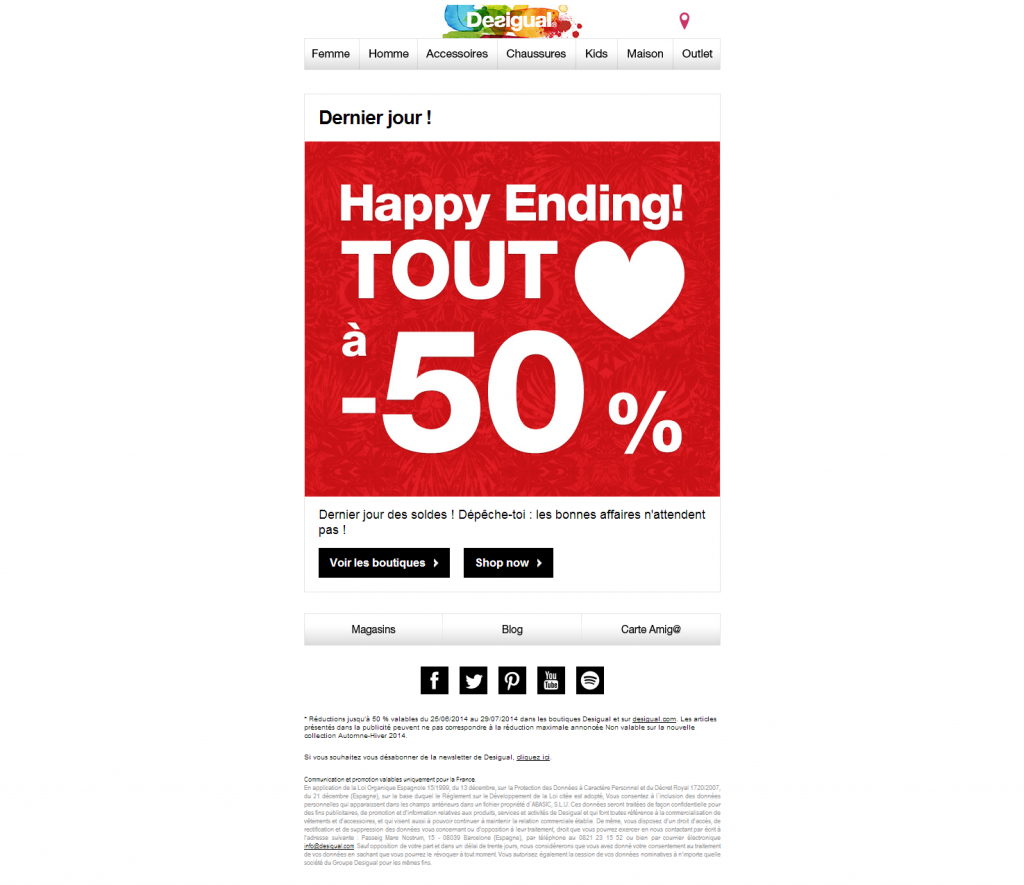 Desigual
Femme Homme Accessoires Chaussures Kids Maison Outlet
Dernier jour !
Happy Ending!
TOUT
à
-50 %
Dernier jour des soldes ! Dépêche-toi : les bonnes affaires n'attendent
pas !
Voir les boutiques Shop now
Magasins Blog Carte Amig@
You
Tube
* Réductions jusqu'à 50 % valables du 25/06/2014 au 29/07/2014 dans les boutiques Desigual et sur desigual.com. Les articles
présentés dans la publicité peuvent ne pas correspondre à la réduction maximale annoncée Non valable sur la nouvelle
collection Automne-Hiver 2014.
Si vous souhaitez vous désabonner de la newsletter de Desigual, cliquez ici.
Communication et promotion valables uniquement pour la France.
En application de la Loi Organique Espagnole 15/1999, du 13 décembre, sur la Protection des Données à Caractère Personnel et du Décret Royal 1720/2007,
du 21 décembre (Espagne), sur la base duquel le Règlement sur le Développement de la Loi citée est adopté, Vous consentez à l´inclusion des données
personnelles qui apparaissent dans les champs antérieurs dans un fichier propriété d´ABASIC, S.L.U. Ces données seront traitées de façon confidentielle pour
des fins publicitaires, de promotion et d'information relatives aux produits, services et activités de Desigual et qui font toutes référence à la commercialisation de
vêtements et d'accessoires, et qui visent aussi à pouvoir continuer à maintenir la relation commerciale établie. De même, vous disposez d'un droit d'accès, de
rectification et de suppression des données vous concernant ou d'opposition à leur traitement, droit que vous pourrez exercer en nous contactant par écrit à
l'adresse suivante : Passeig Mare Nostrum, 15 - 08039 Barcelone (Espagne), par téléphone au 0821 23 15 52 ou bien par courrier électronique
info@desigual.com. Sauf opposition de votre part et dans un délai de trente jours, nous considérerons que vous avez donné votre consentement au traitement
de vos données en sachant que vous pourrez le révoquer à tout moment. Vous autorisez également la cession de vos données nominatives à n'importe quelle
société du Groupe Desigual pour les mêmes fins.